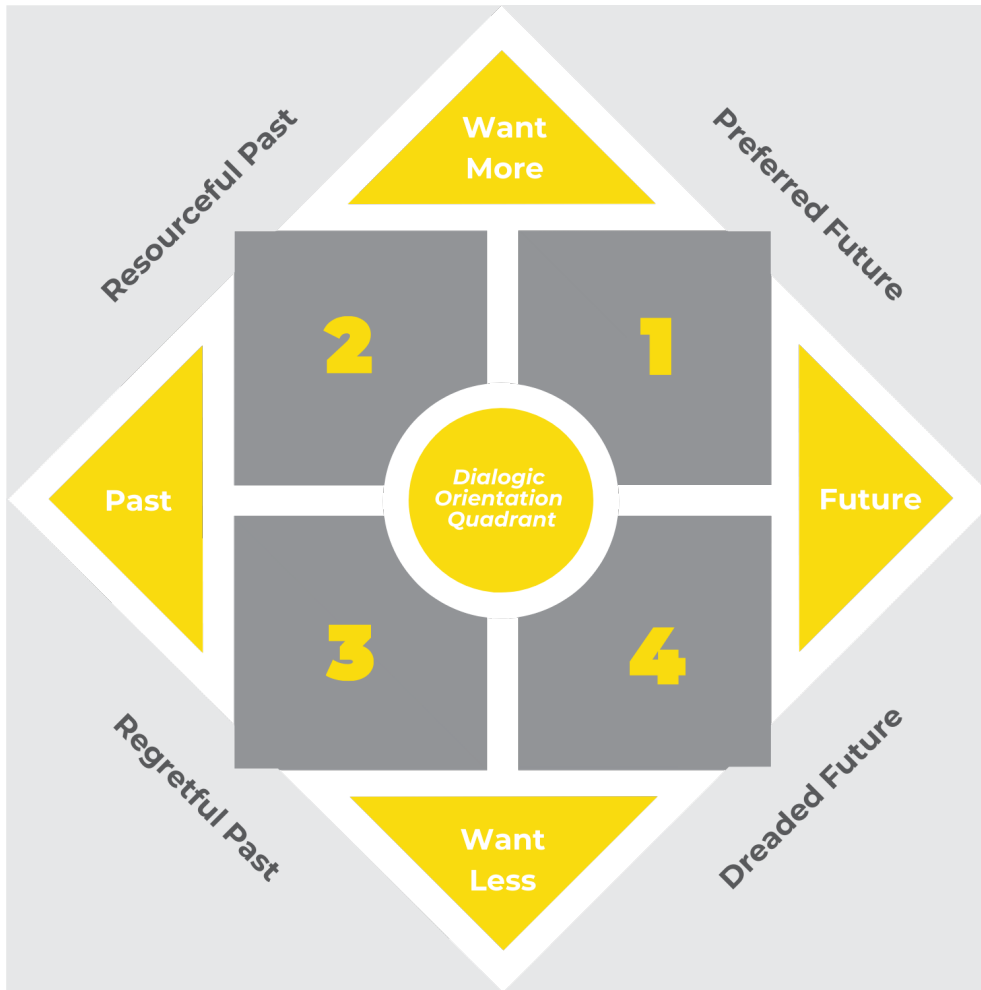 Want
More
Resourceful Past
Preferred Future
2
1
Past
Dialogic
Orientation
Quadrant
Future
3
4
Regretful Past
Dreaded Future
Want
Less